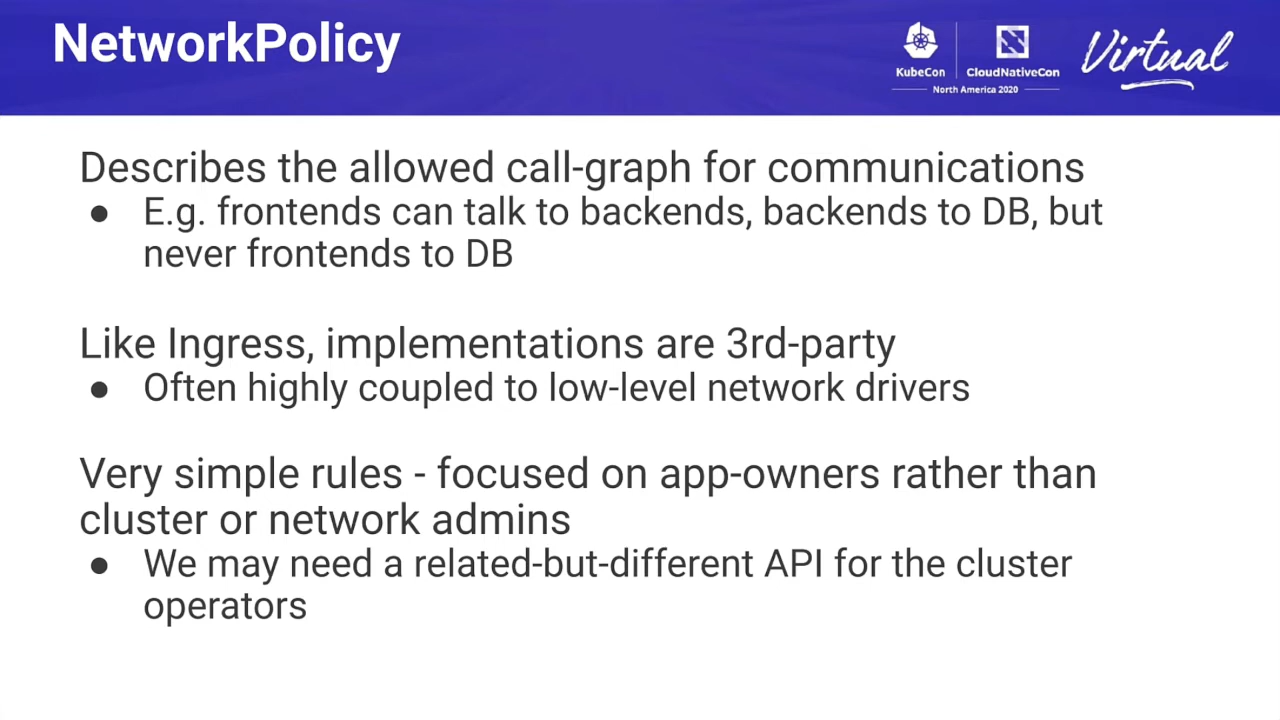 NetworkPolicy
KubeCon
CloudNativeCon
North America 2020
Virtual
Describes the allowed call-graph for communications
● E.g. frontends can talk to backends, backends to DB, but
never frontends to DB
Like Ingress, implementations are 3rd-party
● Often highly coupled to low-level network drivers
Very simple rules - focused on app-owners rather than
cluster or network admins
● We may need a related-but-different API for the cluster
operators